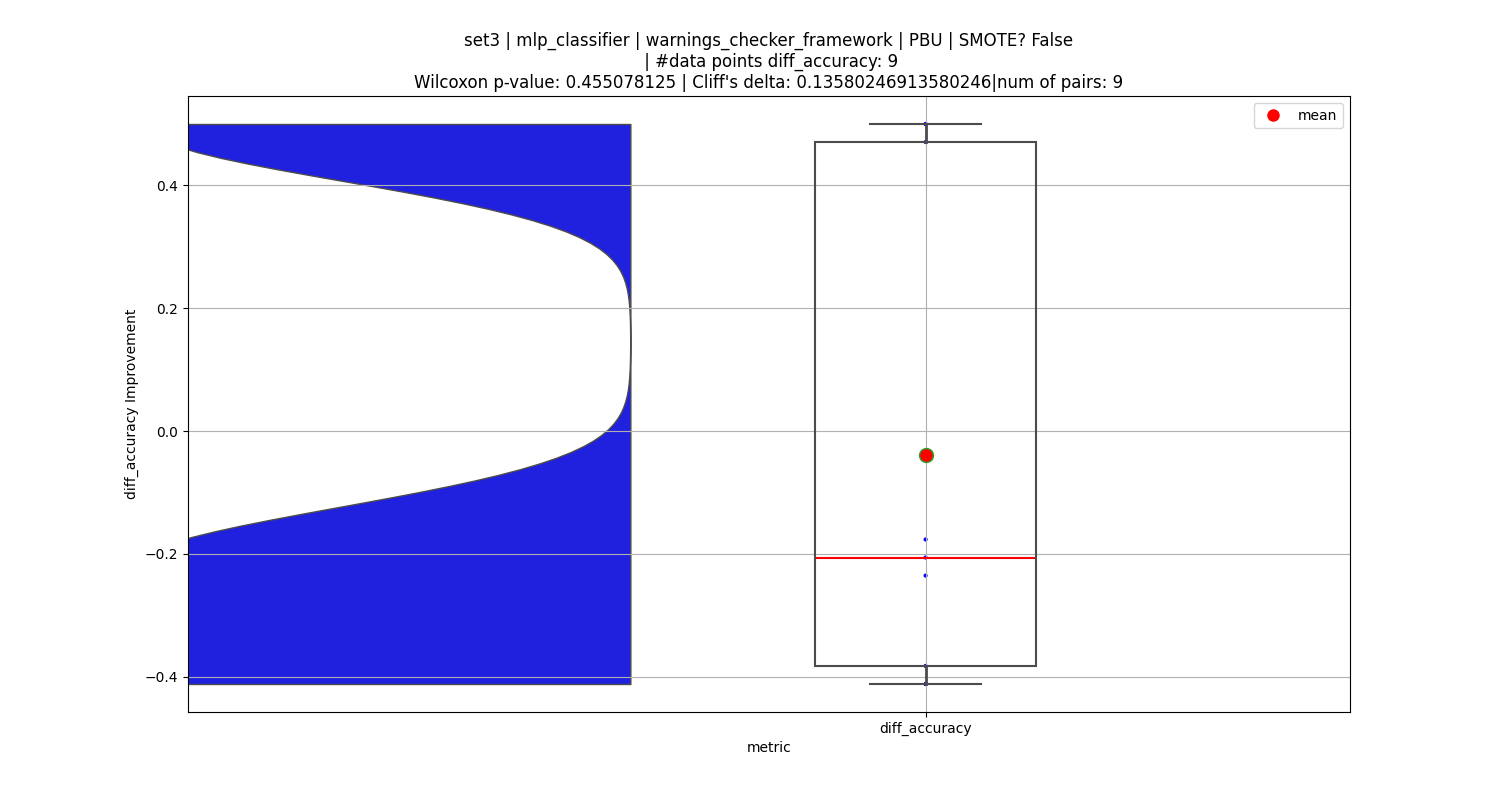 set3 | mlp_classifier | warnings_checker_framework | PBU | SMOTE? False
| #data points diff_accuracy: 9
Wilcoxon p-value: 0.455078125 | Cliff's delta: 0.13580246913580246|num of pairs: 9
mean
0.4
0.2
0.0
−0.2
−0.4
diff_accuracy Improvement
diff_accuracy
metric